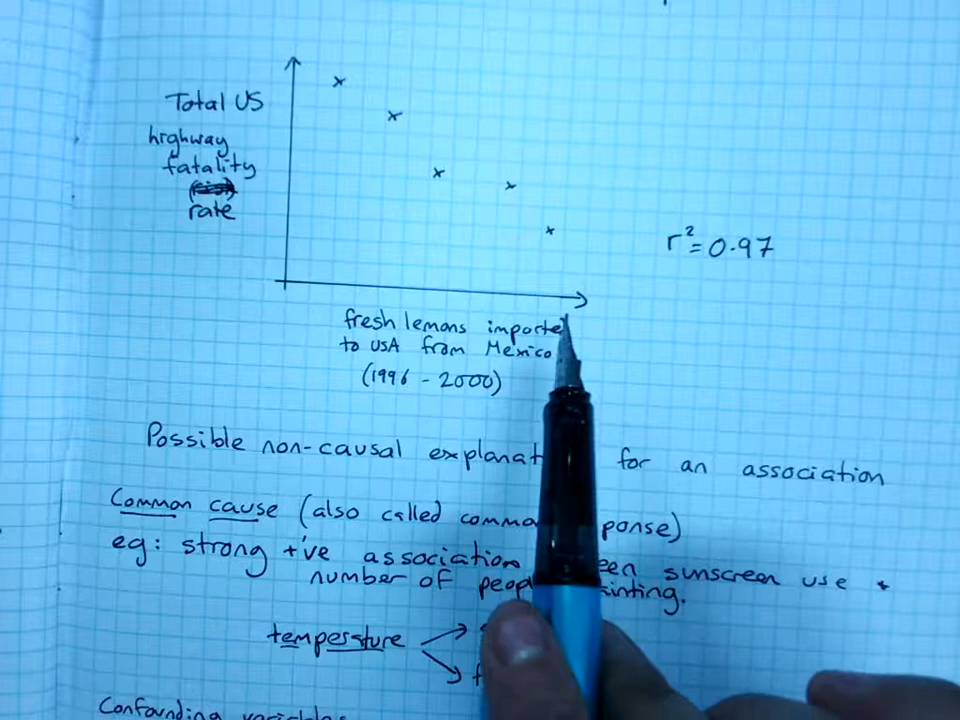 Total US
highway
fatality
rate
r² = 0.97
fresh lemons importe
to USA from Mexico
(1996 - 2000)
Possible non-causal explanat for an association
Common cause (also called commo ponse)
eg: strong +'ve association een sunscreen use +
number of peop inting.
temperature
Confounding variables